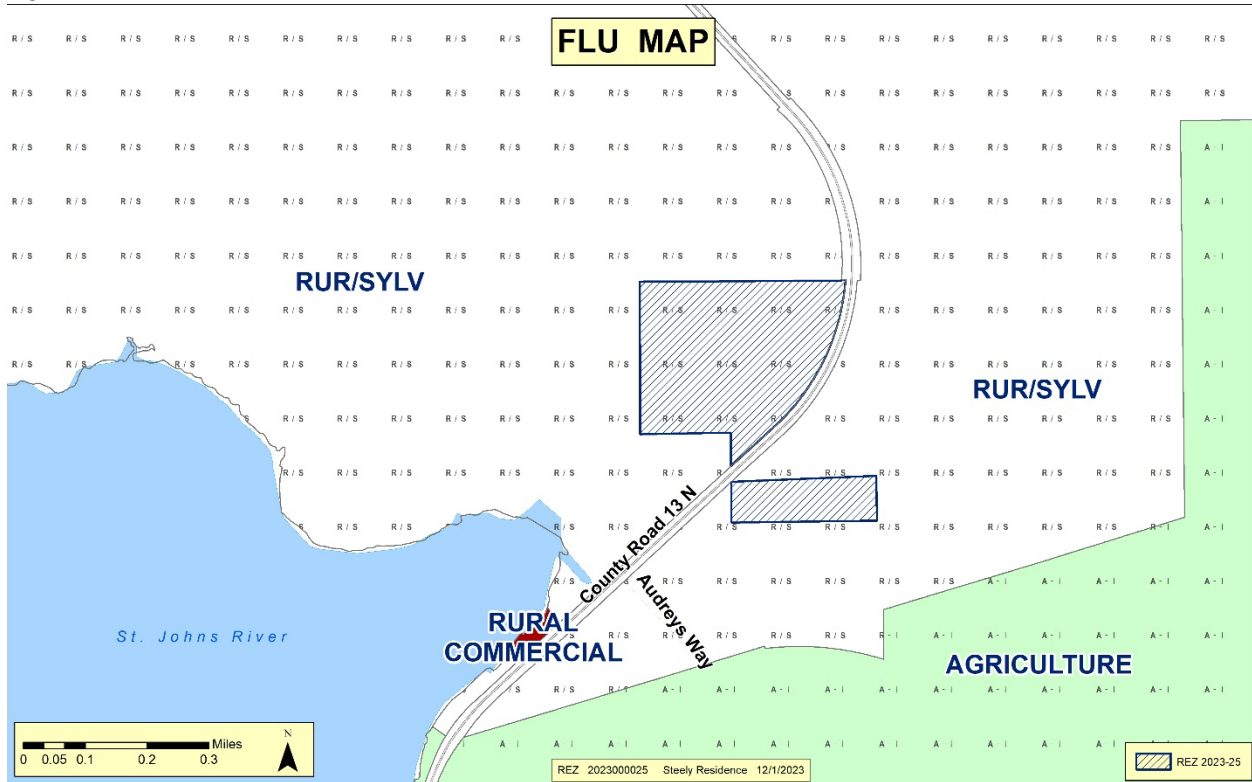 FLU MAP
R/S R/S R/S R/S R/S R/S R/S R/S R/S R/S S R/S R/S R/S R/S R/S R/S R/S R/S R/S
R/S R/S R/S R/S R/S R/S R/S R/S R/S R/S R/S R/S R/S R/S S R/S R/S R/S R/S R/S R/S R/S R/S
R/S R/S R/S R/S R/S R/S R/S R/S R/S R/S R/S R/S R/S R/S R/S R/S R/S R/S R/S R/S R/S A-I
R/S R/S R/S R/S R/S R/S R/S R/S R/S R/S R/S R/S R/S R/S R/S R/S R/S R/S R/S R/S R/S R/S A-I
R/S R/S R/S R/S R/S R/S R/S R/S R/S R/S R/S R/S R/S R/S R/S R/ R/S R/S R/S R/S R/S R/S A-I
RUR/SYLV
R/S R/S R/S R/S R/S R/S R/S R/S R/S R/S R/S R/S R/S R/S R/S R/S R/S R/S R/S R/S R/S R/S A-I
R/S R/S R/S R/S R/S R/S R/S R/S R/S R/S R/S R/S R/S R/S /S R/S R/S R/S R/S R/S R/S A-I
RUR/SYLV
S R/S R/S R/S R/S R/S R/S R/S R/S R/S R/S R/S R/S R/S R/S R/S R/S R/S A-I
R/S R/S R/S R/S R/S R/S R/S R/S R/S R/S R/S R/S R/S R/S R/S R/S R/S A-I
S R/S R/S R/S R/S R/S R/S R/S R/S R/S R/S R/S R/S R/S R-I A-I
County Road 13 N
R/S S R/S R/S R/S R/S R/S R/S A-I A-I A-I A-I A-I
Audreys Way
St. Johns River
RURAL
COMMERCIAL
S R/S R/S R/S R/S R/S R-I A-I A-I A-I A-I A-I A-I
AGRICULTURE
/S R/S R/ A-I A-I A-I A-I A-I A-I A-I A-I A-I A-I A-I
I A I A I A I A I A I A I A I A I A I A I A I A I A I
Miles
0 0.05 0.1 0.2 0.3
N
REZ 2023000025 Steely Residence 12/1/2023
REZ 2023-25